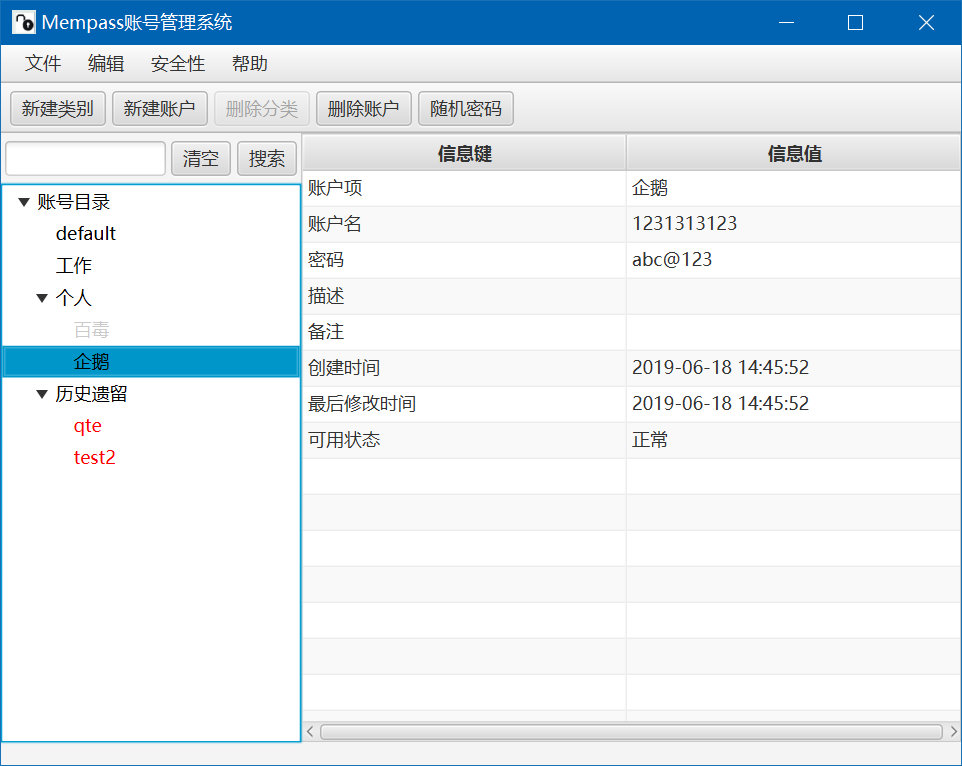 Mempass账号管理系统
文件 编辑 安全性 帮助
新建类别 新建账户 删除分类 删除账户 随机密码
清空 搜索
账号目录
default
工作
个人
百毒
企鹅
历史遗留
qte
test2
信息键 信息值
账户项 企鹅
账户名 1231313123
密码 abc@123
描述
备注
创建时间 2019-06-18 14:45:52
最后修改时间 2019-06-18 14:45:52
可用状态 正常